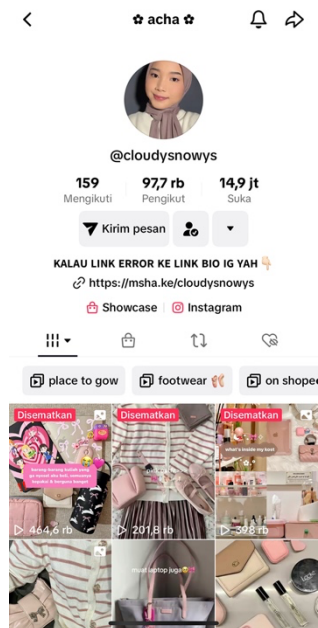 ✿ acha ✿
@cloudysnowys
159 97,7 rb 14,9 jt
Mengikuti Pengikut Suka
Kirim pesan
KALAU LINK ERROR KE LINK BIO IG YAH 👇🏻
https://msha.ke/cloudysnowys
Showcase Instagram
place to gow footwear 👣 on shopee
Disematkan Disematkan Disematkan
what's inside my best
464,6 rb 201,8 rb 398 rb
must laptop juga